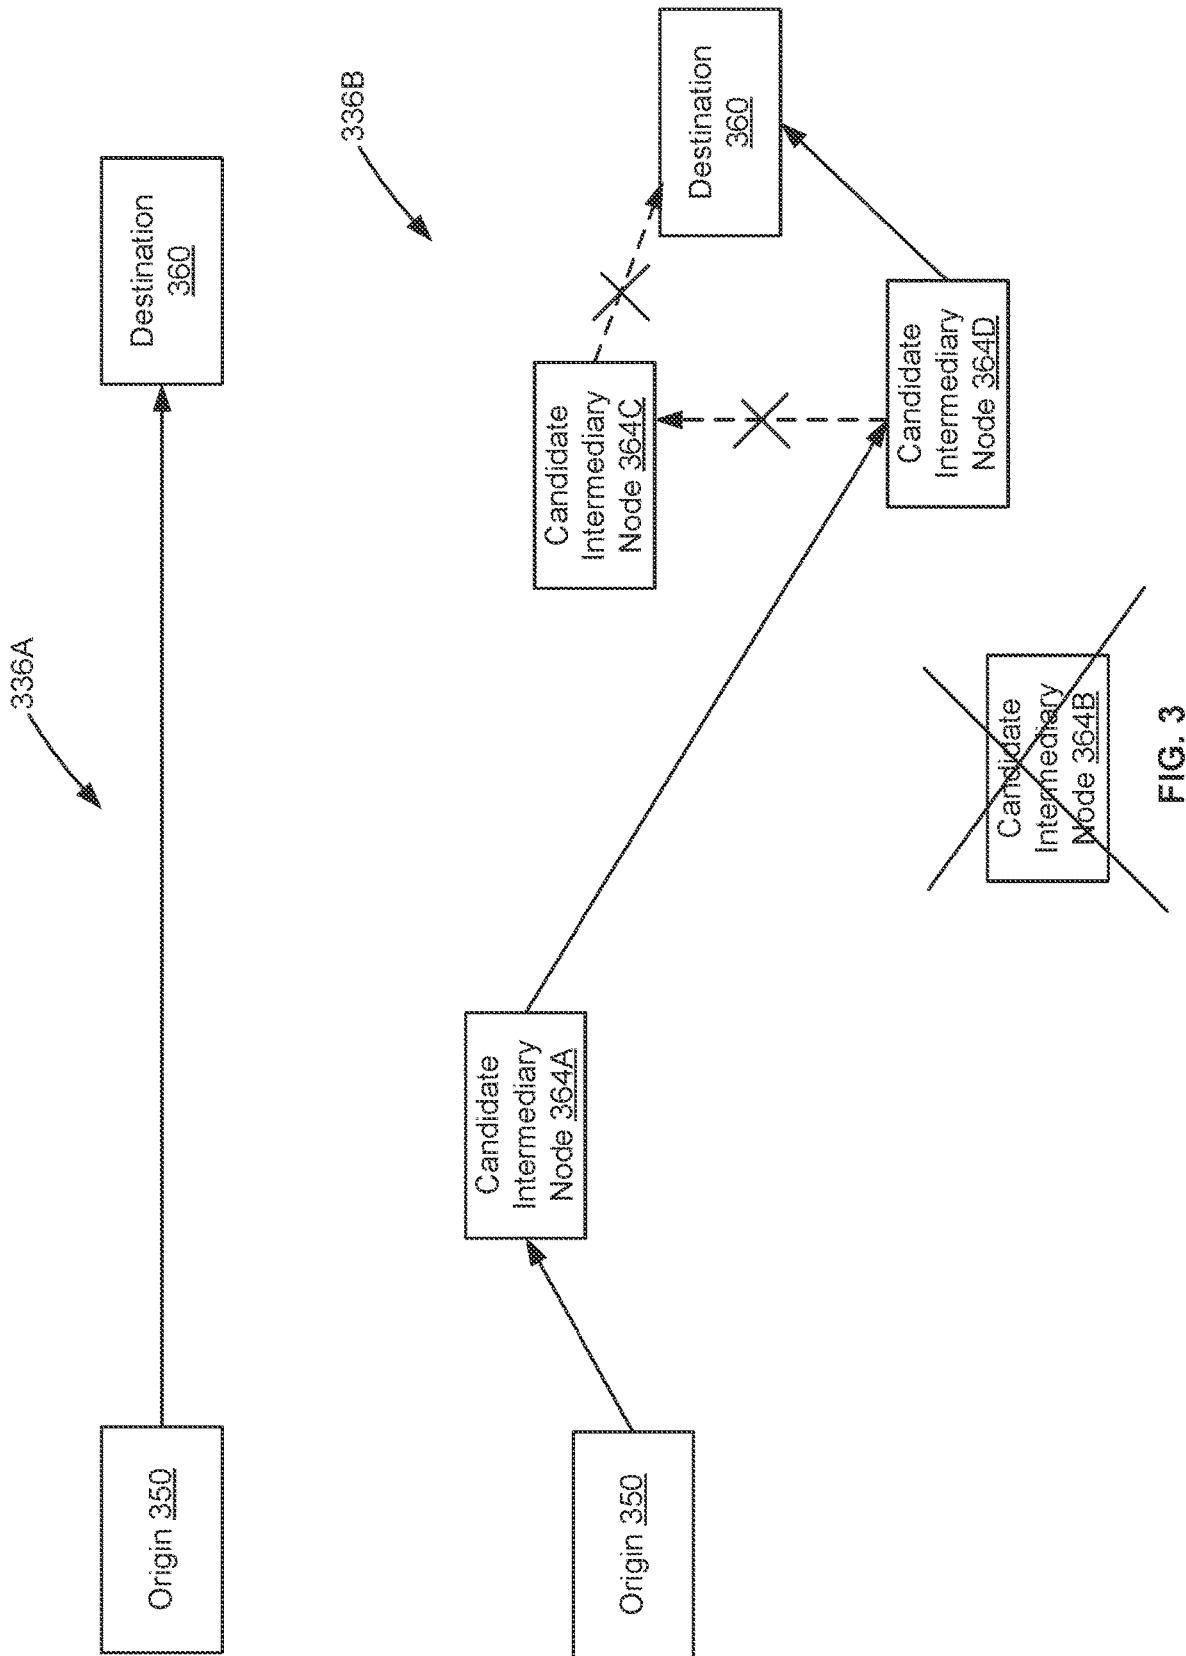 336A
Origin 350
Destination
360
336B
Origin 350
Candidate
Intermediary
Node 364A
Candidate
Intermediary
Node 364B
Candidate
Intermediary
Node 364C
Candidate
Intermediary
Node 364D
Destination
360
FIG. 3